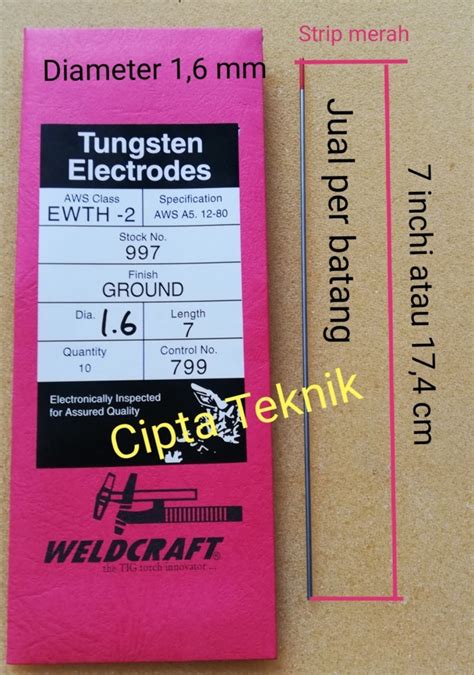 Strip merah
Diameter 1,6 mm
Tungsten
Electrodes
AWS Class
EWTH -2
Specification
AWS A5. 12-80
Stock No.
997
Finish
GROUND
Dia. 1.6
Length
7
Quantity
10
Control No.
799
Electronically Inspected
for Assured Quality
Cipta Teknik
WELDCRAFT®
the TIG torch innovator ...
Jual per batang
7 inchi atau 17,4 cm